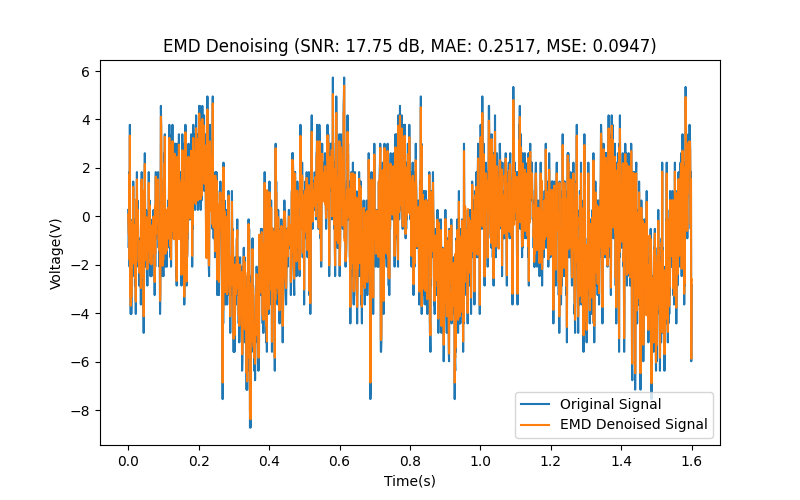 EMD Denoising (SNR: 17.75 dB, MAE: 0.2517, MSE: 0.0947)
6
4
2
0
−2
−4
−6
−8
Voltage(V)
Original Signal
EMD Denoised Signal
0.0 0.2 0.4 0.6 0.8 1.0 1.2 1.4 1.6
Time(s)